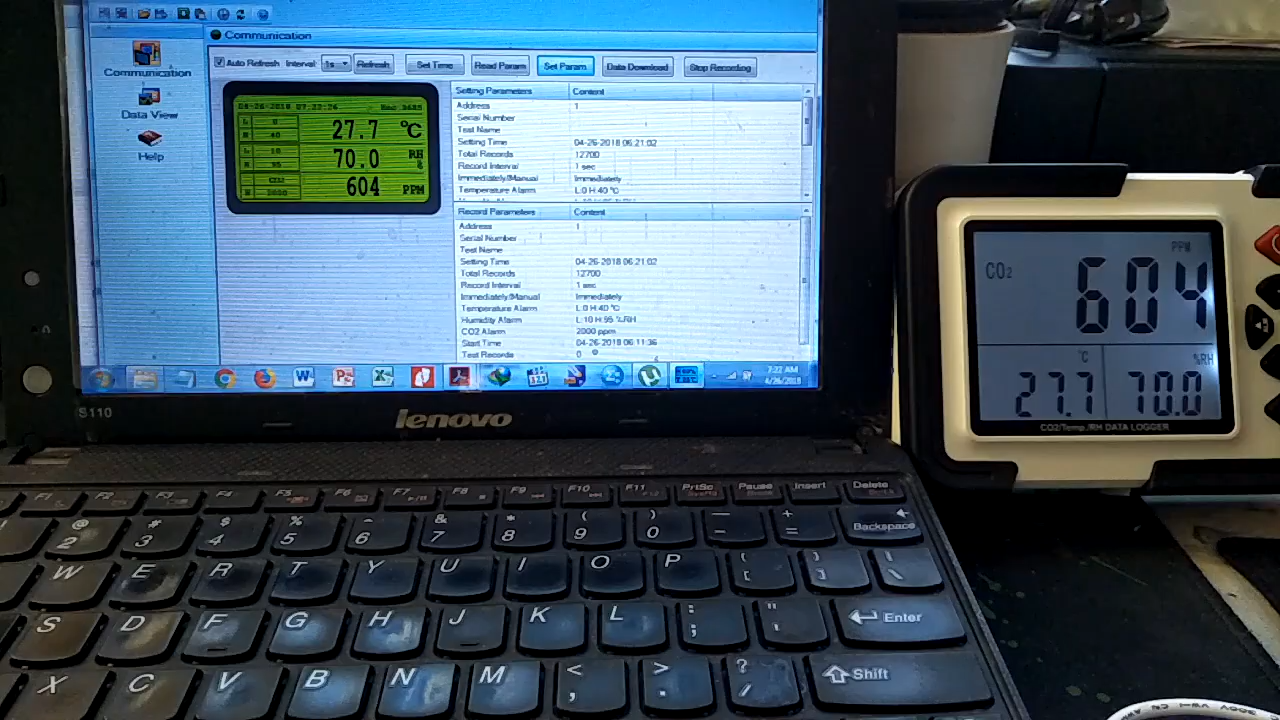 Communication
Auto Refresh Interval: 1s Refresh Set Time Read Param Set Param Data Download Stop Recording
Communication
Data View
Help
04-26-2018 07:22:26
L 0
H 40
27.7 °C
L 10
H 95
70.0 RH %
CO2
H 2000
604 PPM
Setting Parameters Content
Address 1
Serial Number
Test Name
Setting Time 04-26-2018 06:21:02
Total Records 12700
Record Interval 1 sec
Immediately/Manual Immediately
Temperature Alarm L:0 H:40 °C
Record Parameters Content
Address 1
Serial Number
Test Name
Setting Time 04-26-2018 06:21:02
Total Records 12700
Record Interval 1 sec
Immediately/Manual Immediately
Temperature Alarm L:0 H:40 °C
Humidity Alarm L:10 H:95 %RH
CO2 Alarm 2000 ppm
Start Time 04-26-2018 06:11:36
Test Records 0
7:22 AM
4/26/2018
S110
lenovo
PPM
CO2 604
°C %RH
27.7 70.0
CO2/Temp./RH DATA LOGGER
F1 F2 F3 F4 F5 F6 F7 F8 F9 F10 F11 F12 PrtSc SysRq Pause Break Insert Delete
@ # $ % ^ & * ( ) — +
2 3 4 5 6 7 8 9 0 - = Backspace
W E R T Y U I O P { [ } ] | \
S D F G H J K L : ; " ' Enter
X C V B N M < , > . ? / Shift